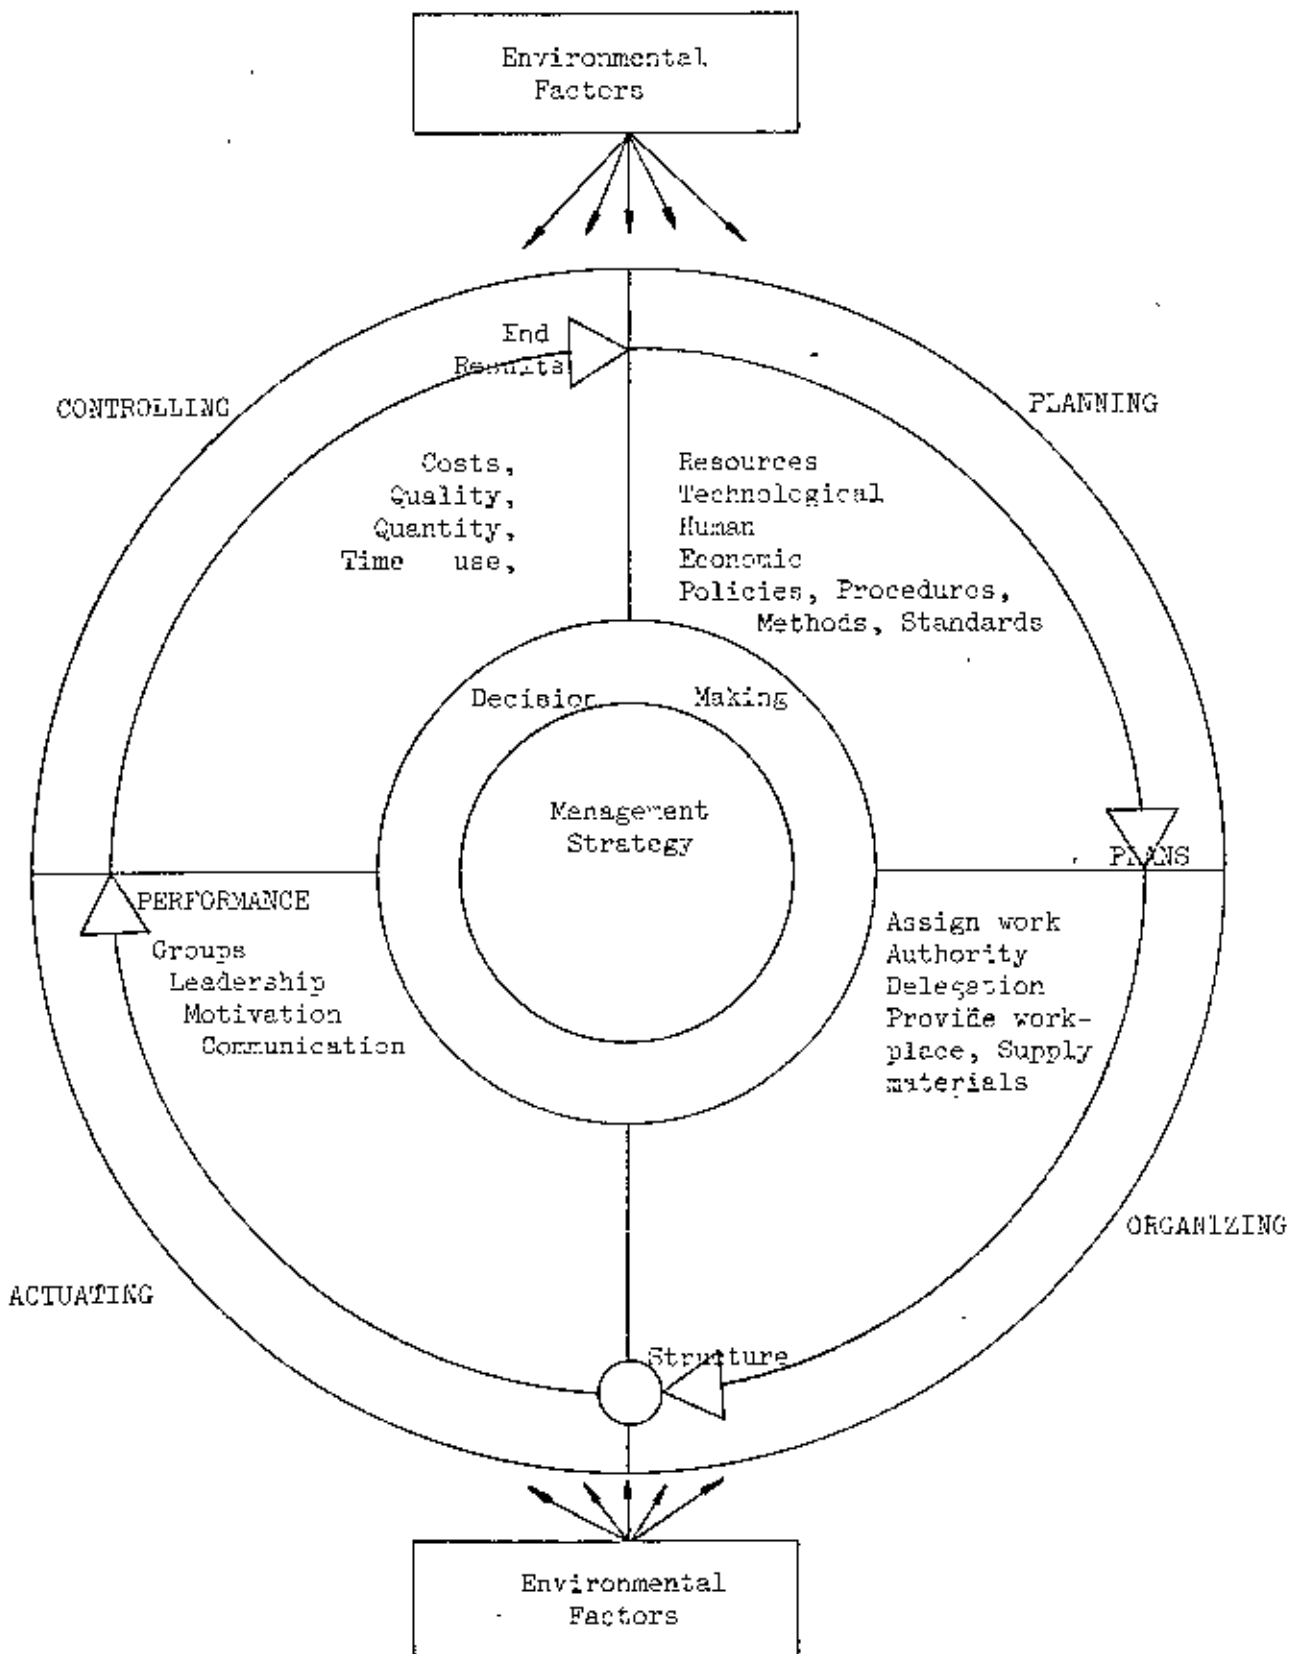 Environmental
Factors
End
Results
CONTROLLING
PLANNING
Costs,
Quality,
Quantity,
Time use,
Resources
Technological
Human
Economic
Policies, Procedures,
Methods, Standards
Decision Making
Management
Strategy
PLANS
PERFORMANCE
Groups
Leadership
Motivation
Communication
Assign work
Authority
Delegation
Provide work-
place, Supply
materials
ORGANIZING
ACTUATING
Structure
Environmental
Factors